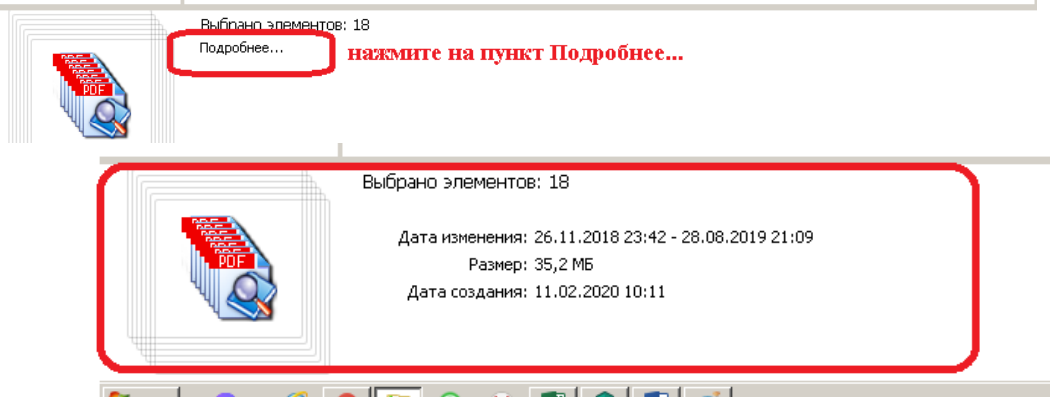 Выбрано элементов: 18
Подробнее...
нажмите на пункт Подробнее...
PDF
Выбрано элементов: 18
Дата изменения: 26.11.2018 23:42 - 28.08.2019 21:09
Размер: 35,2 МБ
Дата создания: 11.02.2020 10:11
PDF